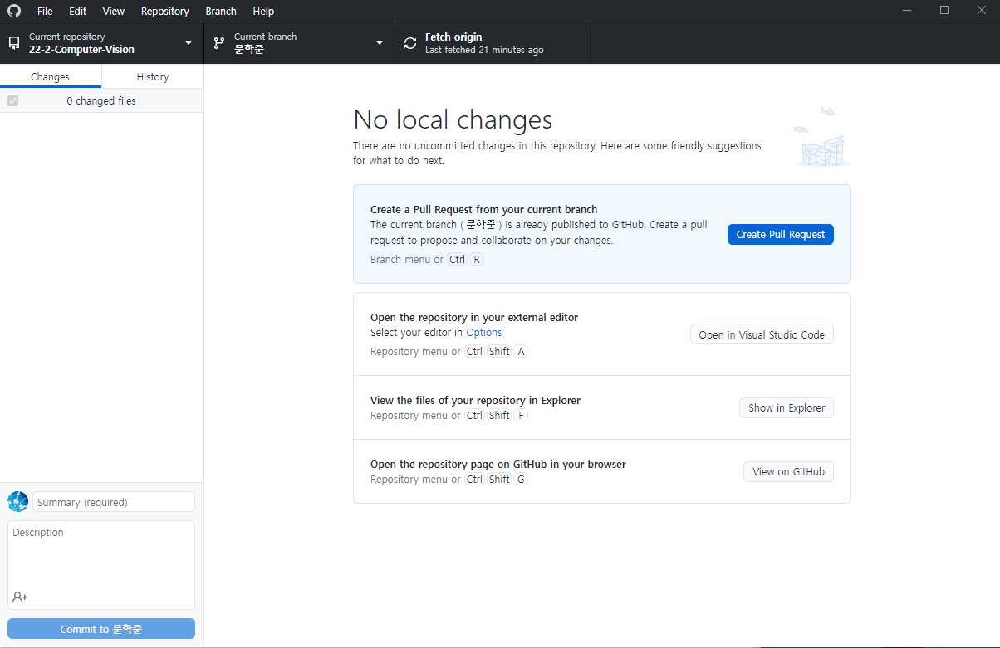 File Edit View Repository Branch Help
Current repository
22-2-Computer-Vision
Current branch
문학준
Fetch origin
Last fetched 21 minutes ago
Changes
History
0 changed files
No local changes
There are no uncommitted changes in this repository. Here are some friendly suggestions
for what to do next.
Create a Pull Request from your current branch
The current branch ( 문학준 ) is already published to GitHub. Create a pull
request to propose and collaborate on your changes.
Branch menu or Ctrl R
Create Pull Request
Open the repository in your external editor
Select your editor in Options
Repository menu or Ctrl Shift A
Open in Visual Studio Code
View the files of your repository in Explorer
Repository menu or Ctrl Shift F
Show in Explorer
Open the repository page on GitHub in your browser
Repository menu or Ctrl Shift G
View on GitHub
Summary (required)
Description
Commit to 문학준